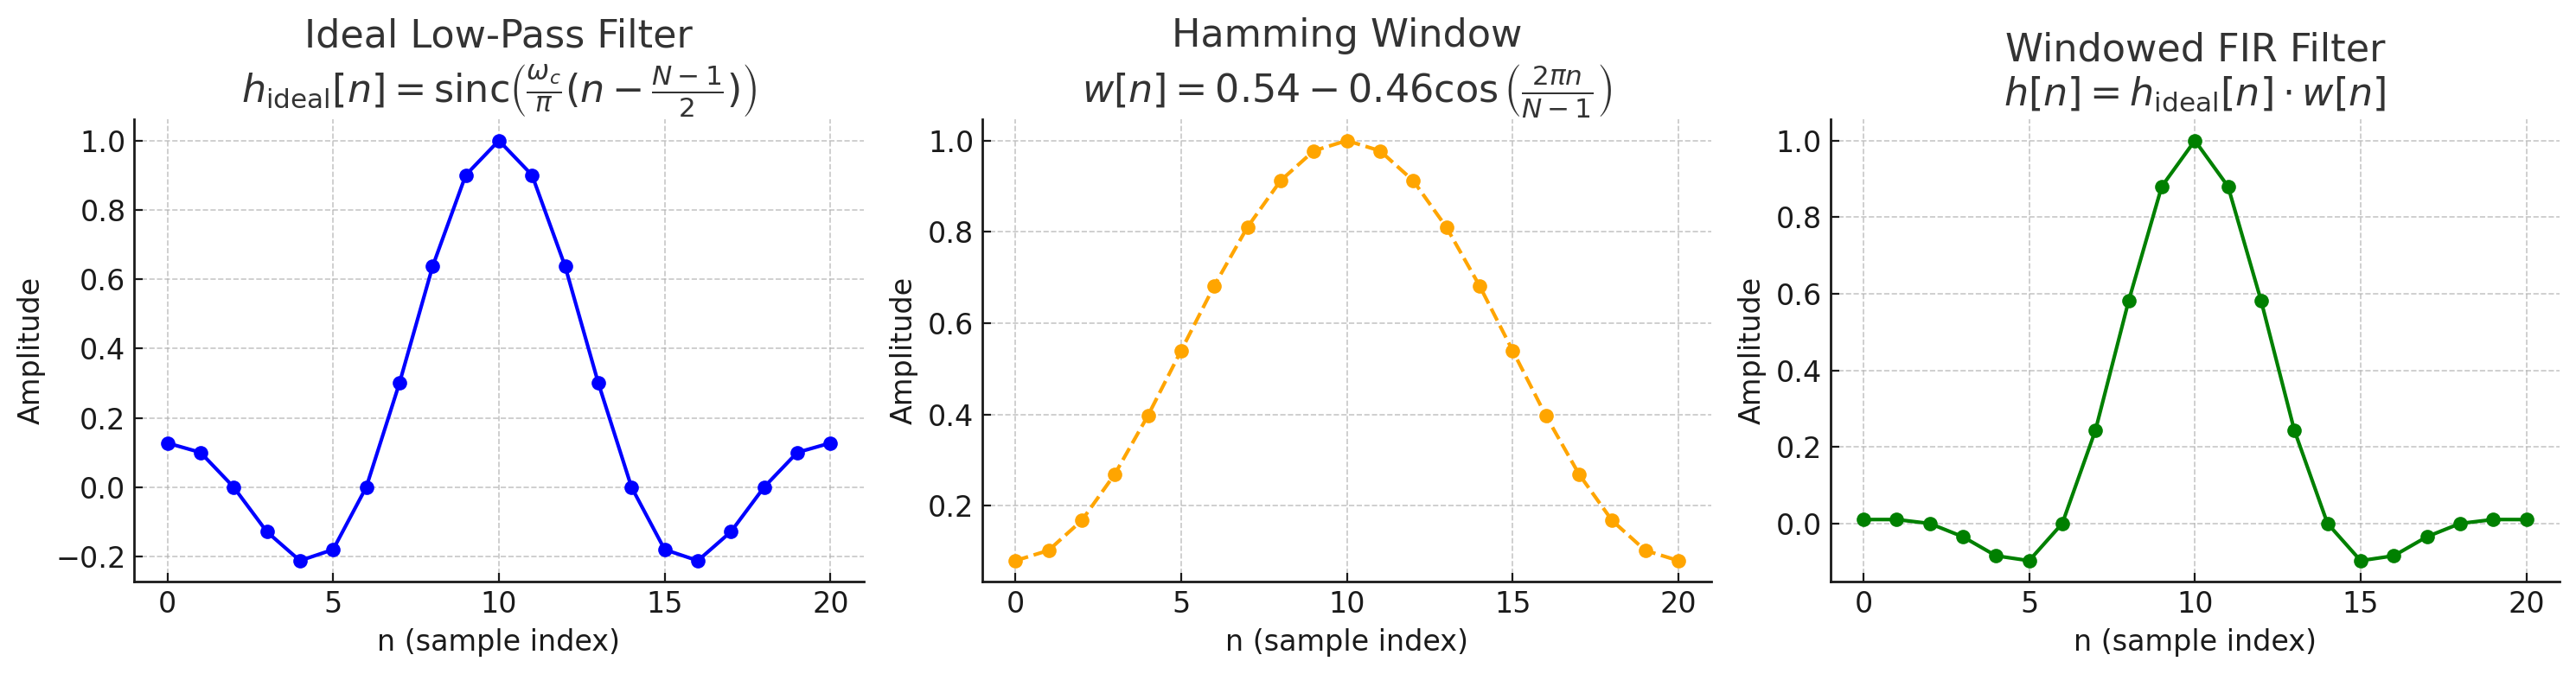 Ideal Low-Pass Filter
h_ideal[n] = sinc(ω_c/π (n − (N − 1)/2))
1.0
0.8
0.6
0.4
0.2
0.0
−0.2
Amplitude
0 5 10 15 20
n (sample index)
Hamming Window
w[n] = 0.54 − 0.46cos(2πn/(N − 1))
1.0
0.8
0.6
0.4
0.2
Amplitude
0 5 10 15 20
n (sample index)
Windowed FIR Filter
h[n] = h_ideal[n] · w[n]
1.0
0.8
0.6
0.4
0.2
0.0
Amplitude
0 5 10 15 20
n (sample index)